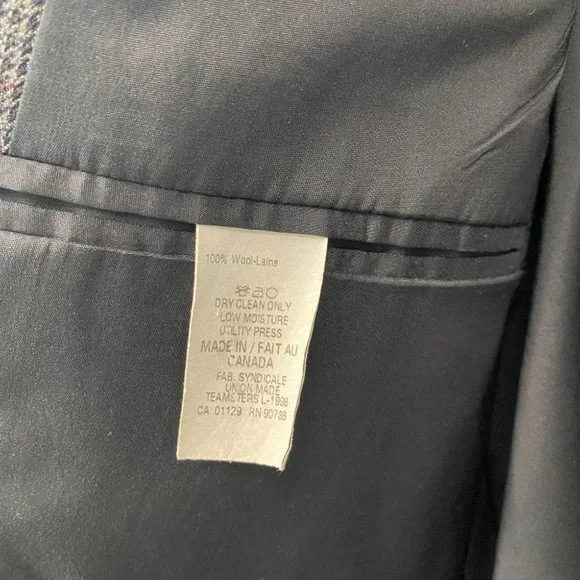 100% Wool-Laine
DRY CLEAN ONLY
LOW MOISTURE
UTILITY PRESS
MADE IN / FAIT AU
CANADA
FAB. SYNDICALE
UNION MADE
TEAMSTERS L-1998
CA 01129 RN 90786